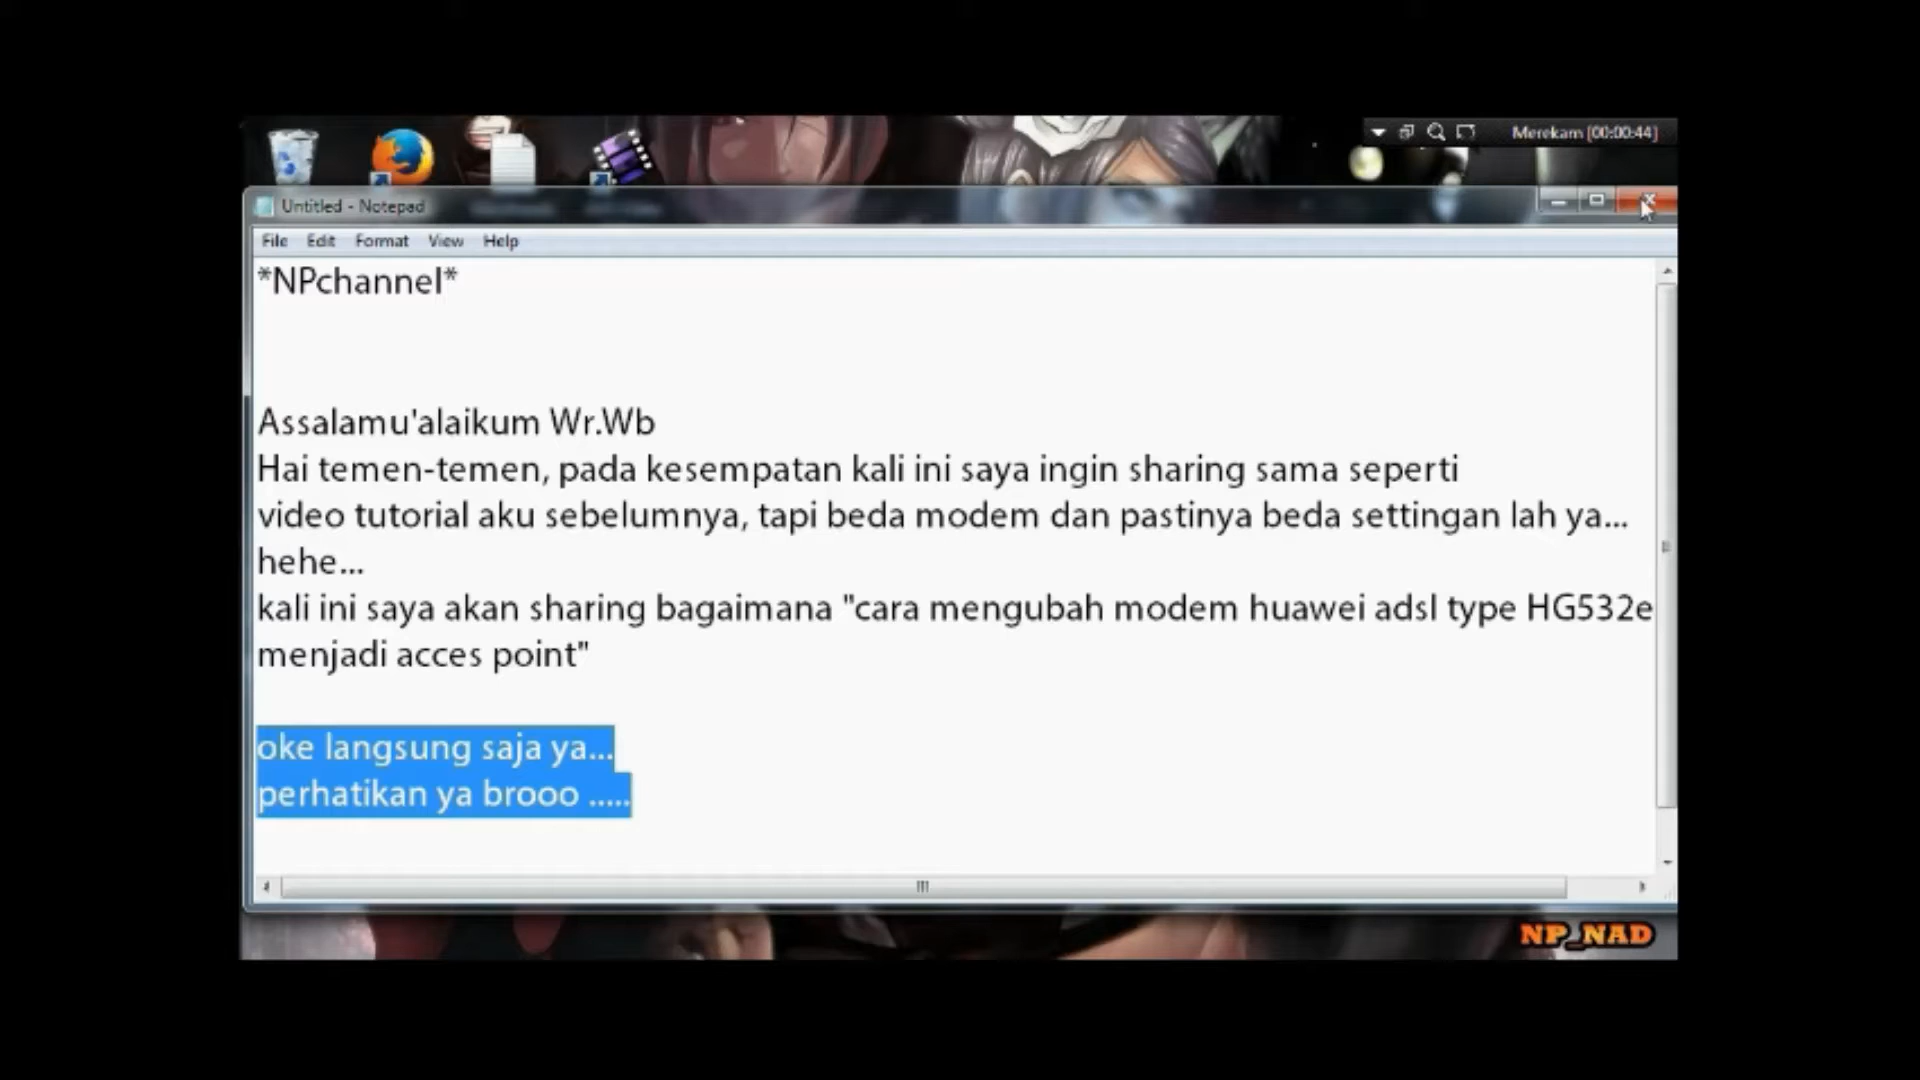 Merekam [00:00:44]
Untitled - Notepad
File Edit Format View Help
*NPchannel*
Assalamu'alaikum Wr.Wb
Hai temen-temen, pada kesempatan kali ini saya ingin sharing sama seperti
video tutorial aku sebelumnya, tapi beda modem dan pastinya beda settingan lah ya...
hehe...
kali ini saya akan sharing bagaimana "cara mengubah modem huawei adsl type HG532e
menjadi acces point"
oke langsung saja ya...
perhatikan ya brooo .....
NP_NAD